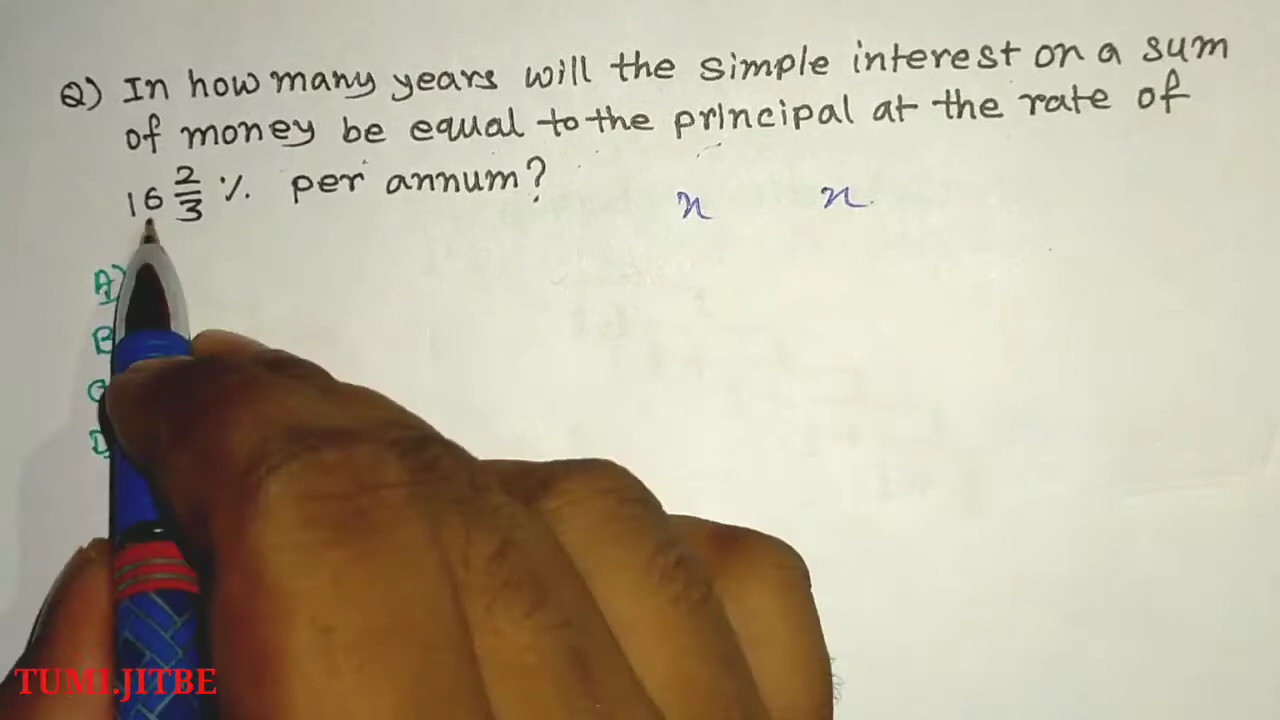 Q) In how many years will the simple interest on a sum
of money be equal to the principal at the rate of
16 2/3 % per annum?
x x
A)
B
C
D
TUMI.JITBE